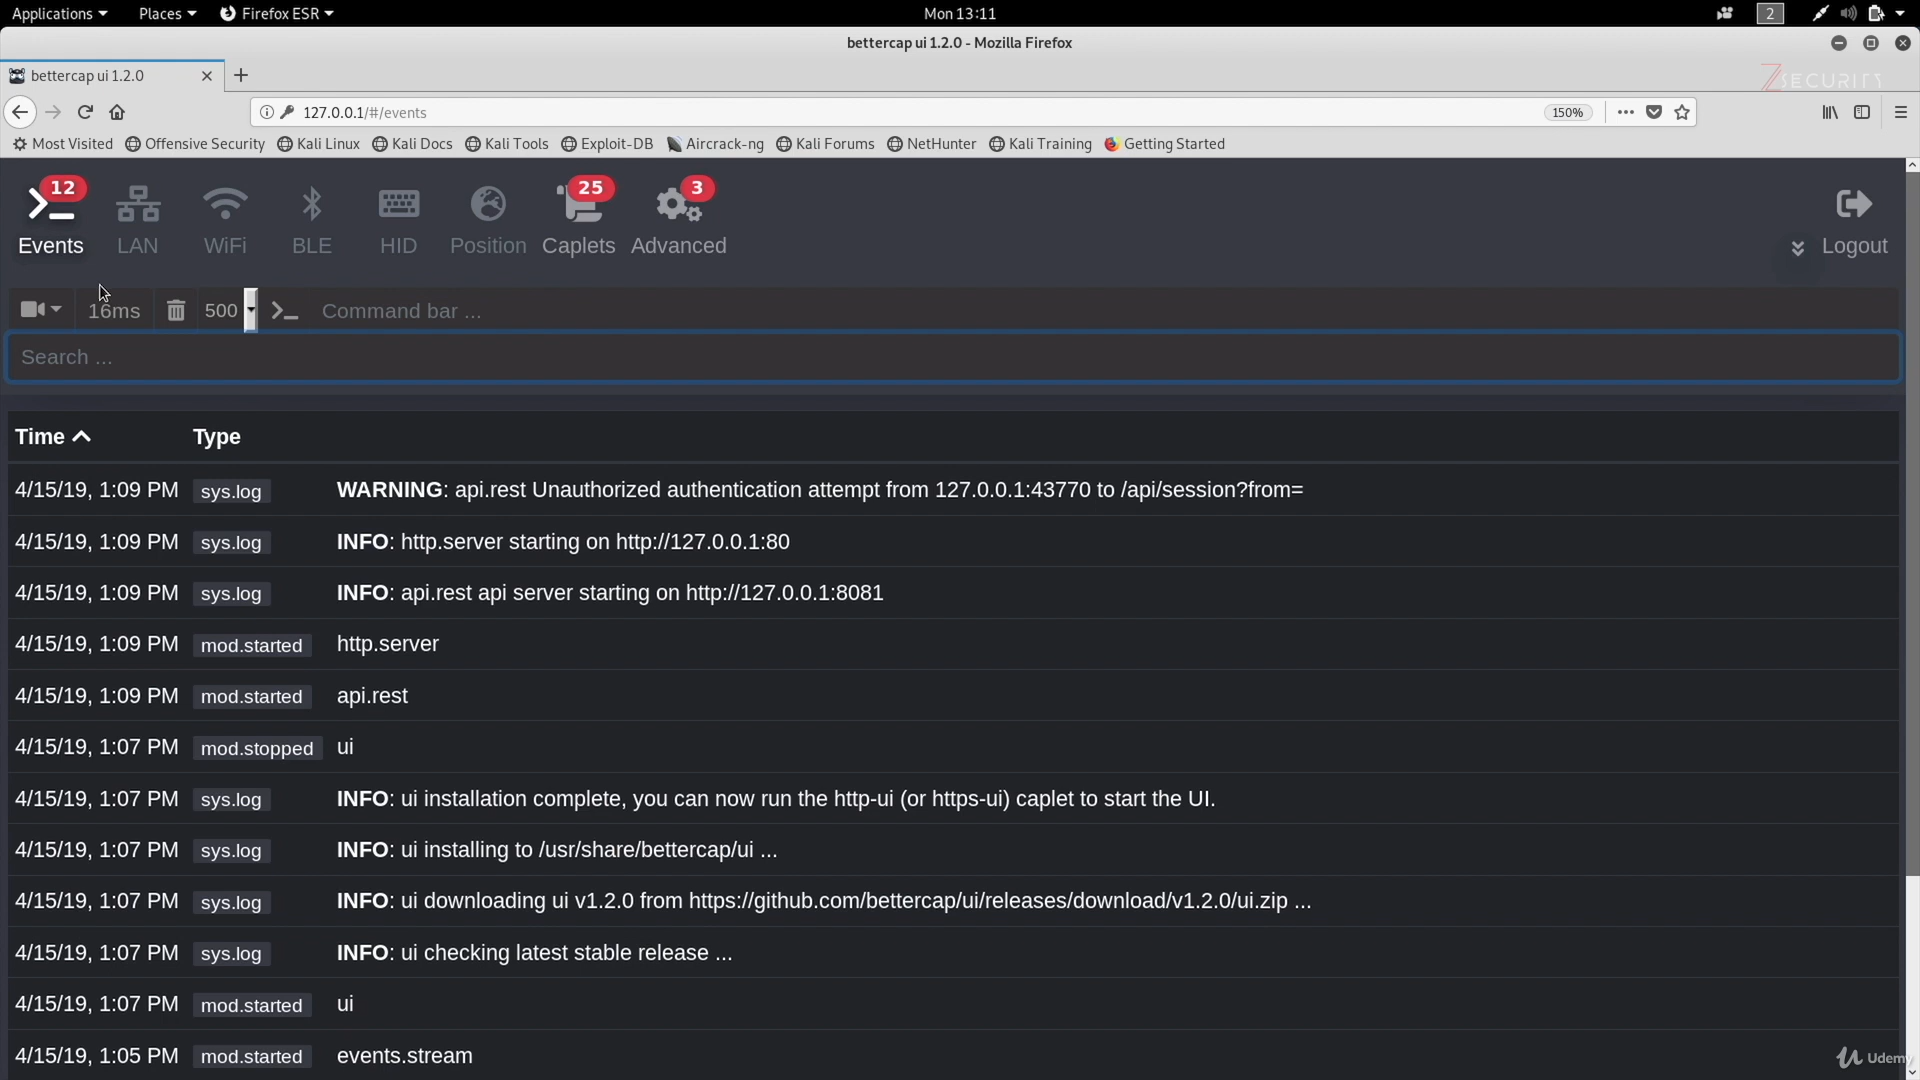 Applications Places Firefox ESR Mon 13:11 2
bettercap ui 1.2.0 - Mozilla Firefox
bettercap ui 1.2.0
ZSECURITY
127.0.0.1/#/events 150%
Most Visited Offensive Security Kali Linux Kali Docs Kali Tools Exploit-DB Aircrack-ng Kali Forums NetHunter Kali Training Getting Started
12 25 3
Events LAN WiFi BLE HID Position Caplets Advanced Logout
16ms 500 Command bar ...
Search ...
Time Type
4/15/19, 1:09 PM sys.log WARNING: api.rest Unauthorized authentication attempt from 127.0.0.1:43770 to /api/session?from=
4/15/19, 1:09 PM sys.log INFO: http.server starting on http://127.0.0.1:80
4/15/19, 1:09 PM sys.log INFO: api.rest api server starting on http://127.0.0.1:8081
4/15/19, 1:09 PM mod.started http.server
4/15/19, 1:09 PM mod.started api.rest
4/15/19, 1:07 PM mod.stopped ui
4/15/19, 1:07 PM sys.log INFO: ui installation complete, you can now run the http-ui (or https-ui) caplet to start the UI.
4/15/19, 1:07 PM sys.log INFO: ui installing to /usr/share/bettercap/ui ...
4/15/19, 1:07 PM sys.log INFO: ui downloading ui v1.2.0 from https://github.com/bettercap/ui/releases/download/v1.2.0/ui.zip ...
4/15/19, 1:07 PM sys.log INFO: ui checking latest stable release ...
4/15/19, 1:07 PM mod.started ui
4/15/19, 1:05 PM mod.started events.stream
Udemy